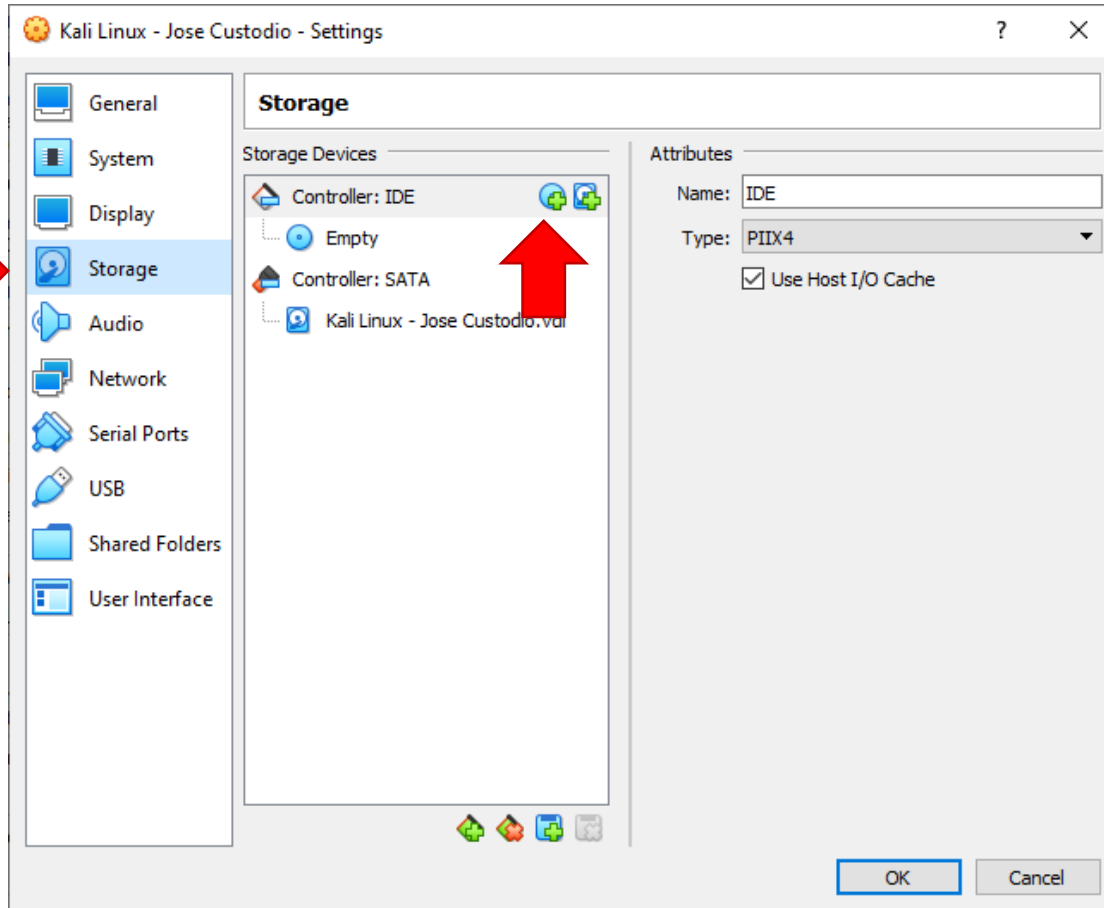 Kali Linux - Jose Custodio - Settings
?
General
System
Display
Storage
Audio
Network
Serial Ports
USB
Shared Folders
User Interface
Storage
Storage Devices
Controller: IDE
Empty
Controller: SATA
Kali Linux - Jose Custodio.vdi
Attributes
Name: IDE
Type: PIIX4
Use Host I/O Cache
OK
Cancel